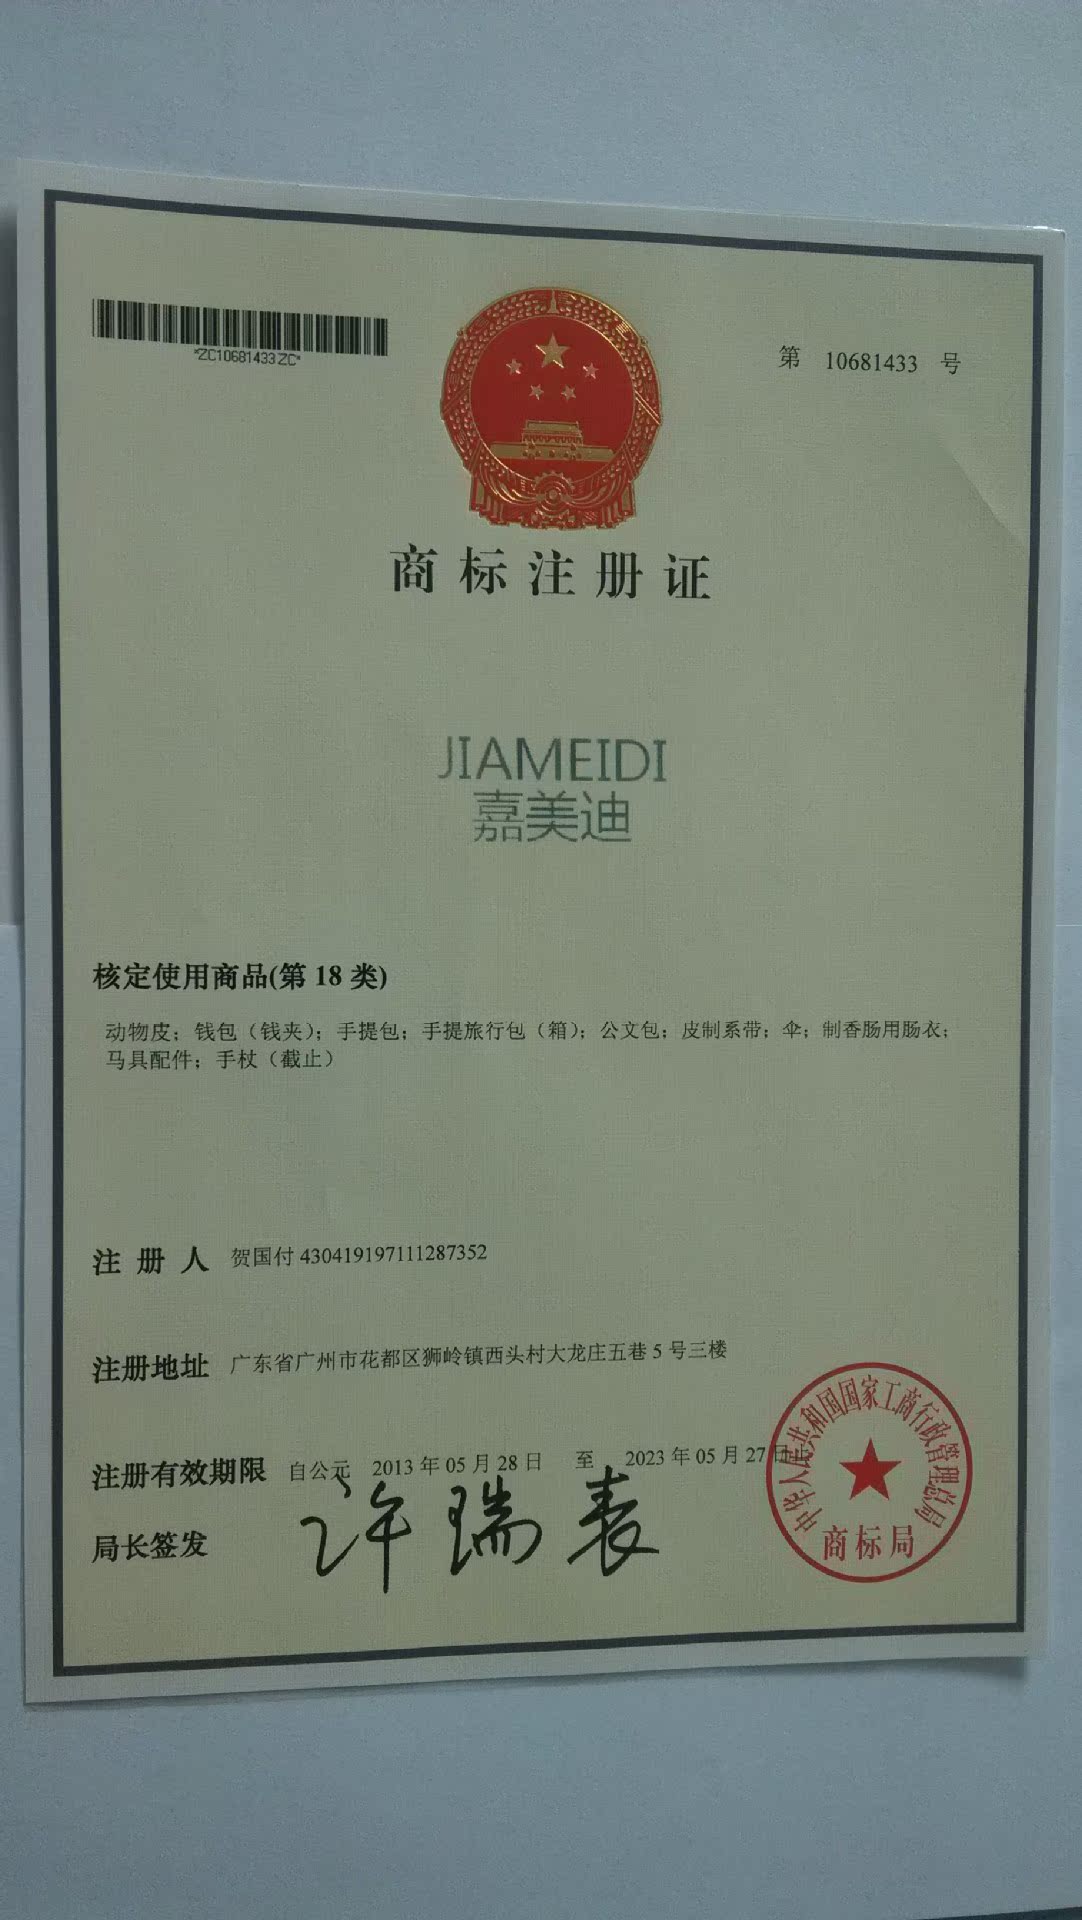 *ZC10681433ZC*
第 10681433 号
商标注册证
JIAMEIDI
嘉美迪
核定使用商品(第 18 类)
动物皮；钱包（钱夹）；手提包；手提旅行包（箱）；公文包；皮制系带；伞；制香肠用肠衣；
马具配件；手杖（截止）
注册人 贺国付 430419197111287352
注册地址 广东省广州市花都区狮岭镇西头村大龙庄五巷 5 号三楼
注册有效期限 自公元 2013 年 05 月 28 日 至 2023 年 05 月 27 日止
局长签发 许瑞表
中华人民共和国国家工商行政管理总局
商标局